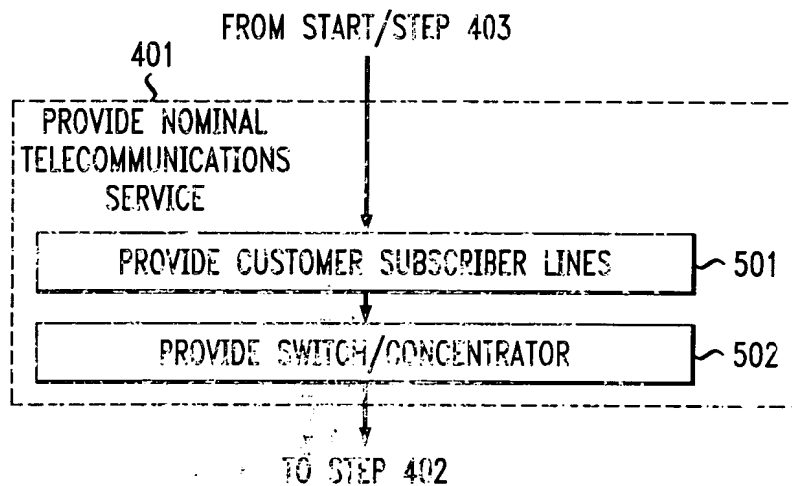 FROM START/STEP 403
401
PROVIDE NOMINAL
TELECOMMUNICATIONS
SERVICE
PROVIDE CUSTOMER SUBSCRIBER LINES
501
PROVIDE SWITCH/CONCENTRATOR
502
TO STEP 402